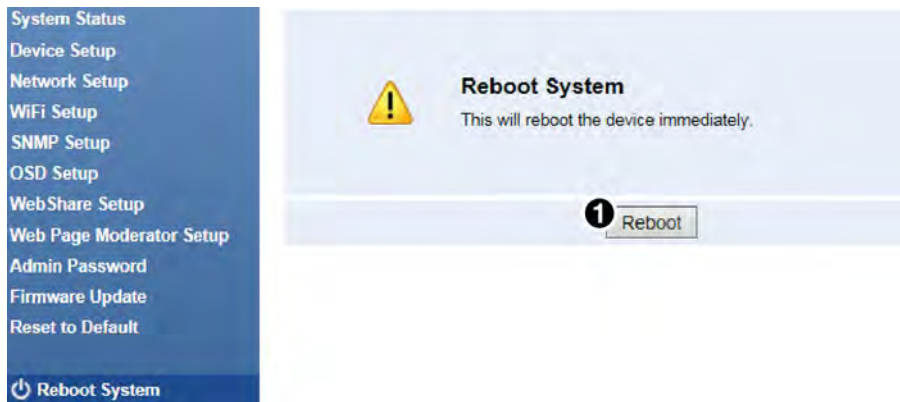 System Status
Device Setup
Network Setup
WiFi Setup
SNMP Setup
OSD Setup
WebShare Setup
Web Page Moderator Setup
Admin Password
Firmware Update
Reset to Default
Reboot System
Reboot System
This will reboot the device immediately.
1
Reboot